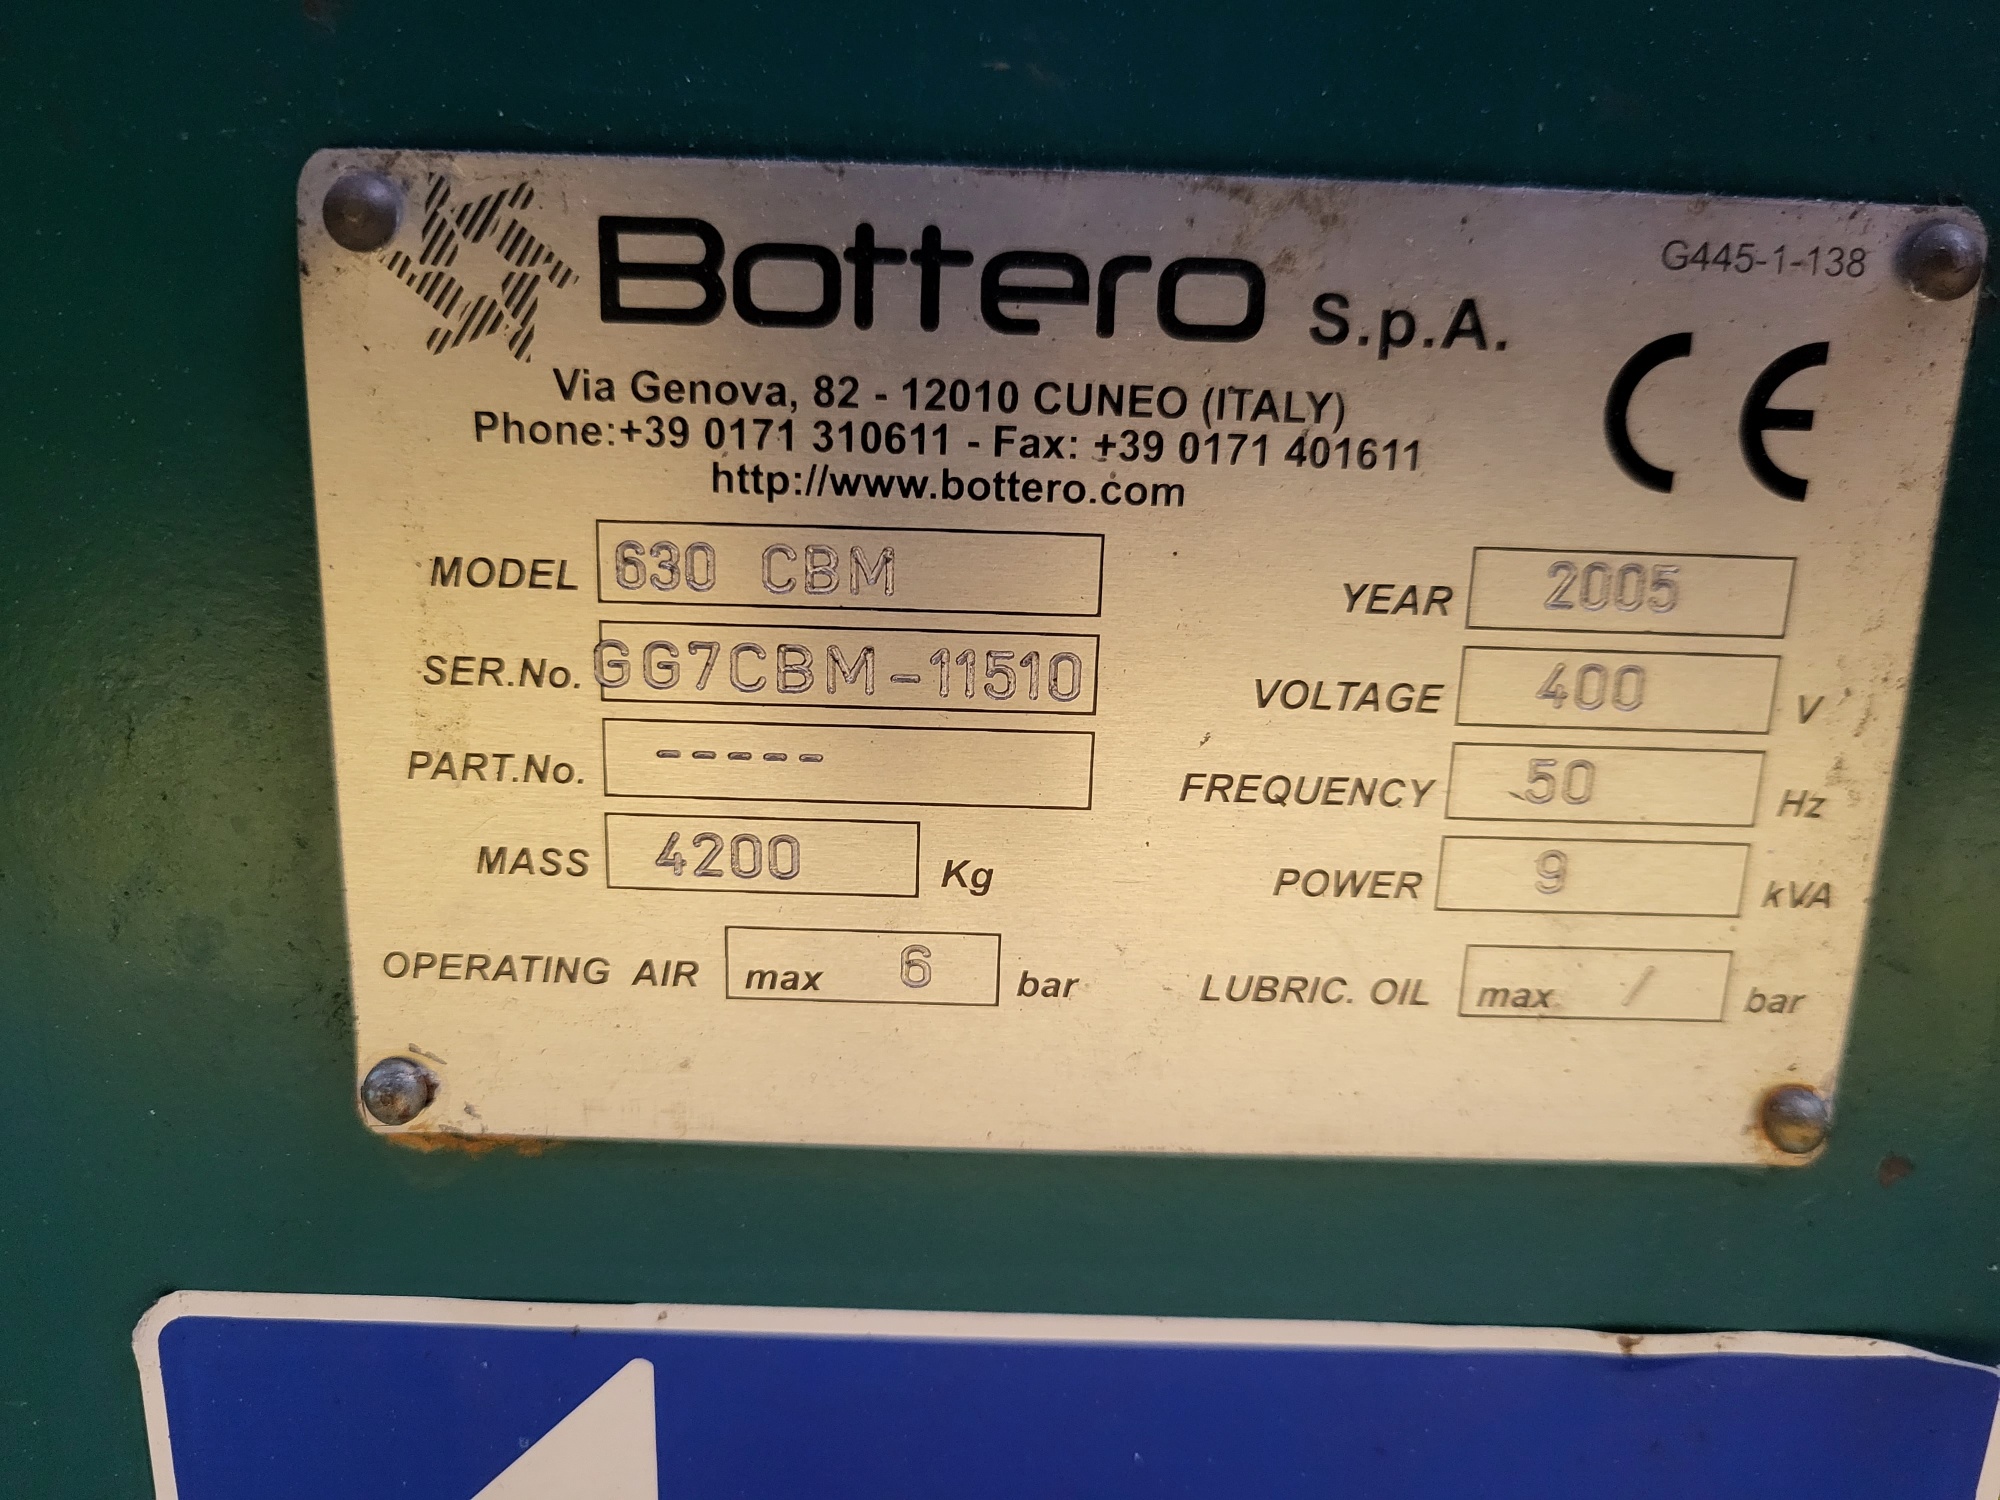 Bottero S.p.A.
G445-1-138
CE
Via Genova, 82 - 12010 CUNEO (ITALY)
Phone:+39 0171 310611 - Fax: +39 0171 401611
http://www.bottero.com
MODEL 630 CBM
YEAR 2005
SER.No. GG7CBM-11510
VOLTAGE 400 V
PART.No. -----
FREQUENCY 50 Hz
MASS 4200 Kg
POWER 9 kVA
OPERATING AIR max 6 bar
LUBRIC. OIL max / bar